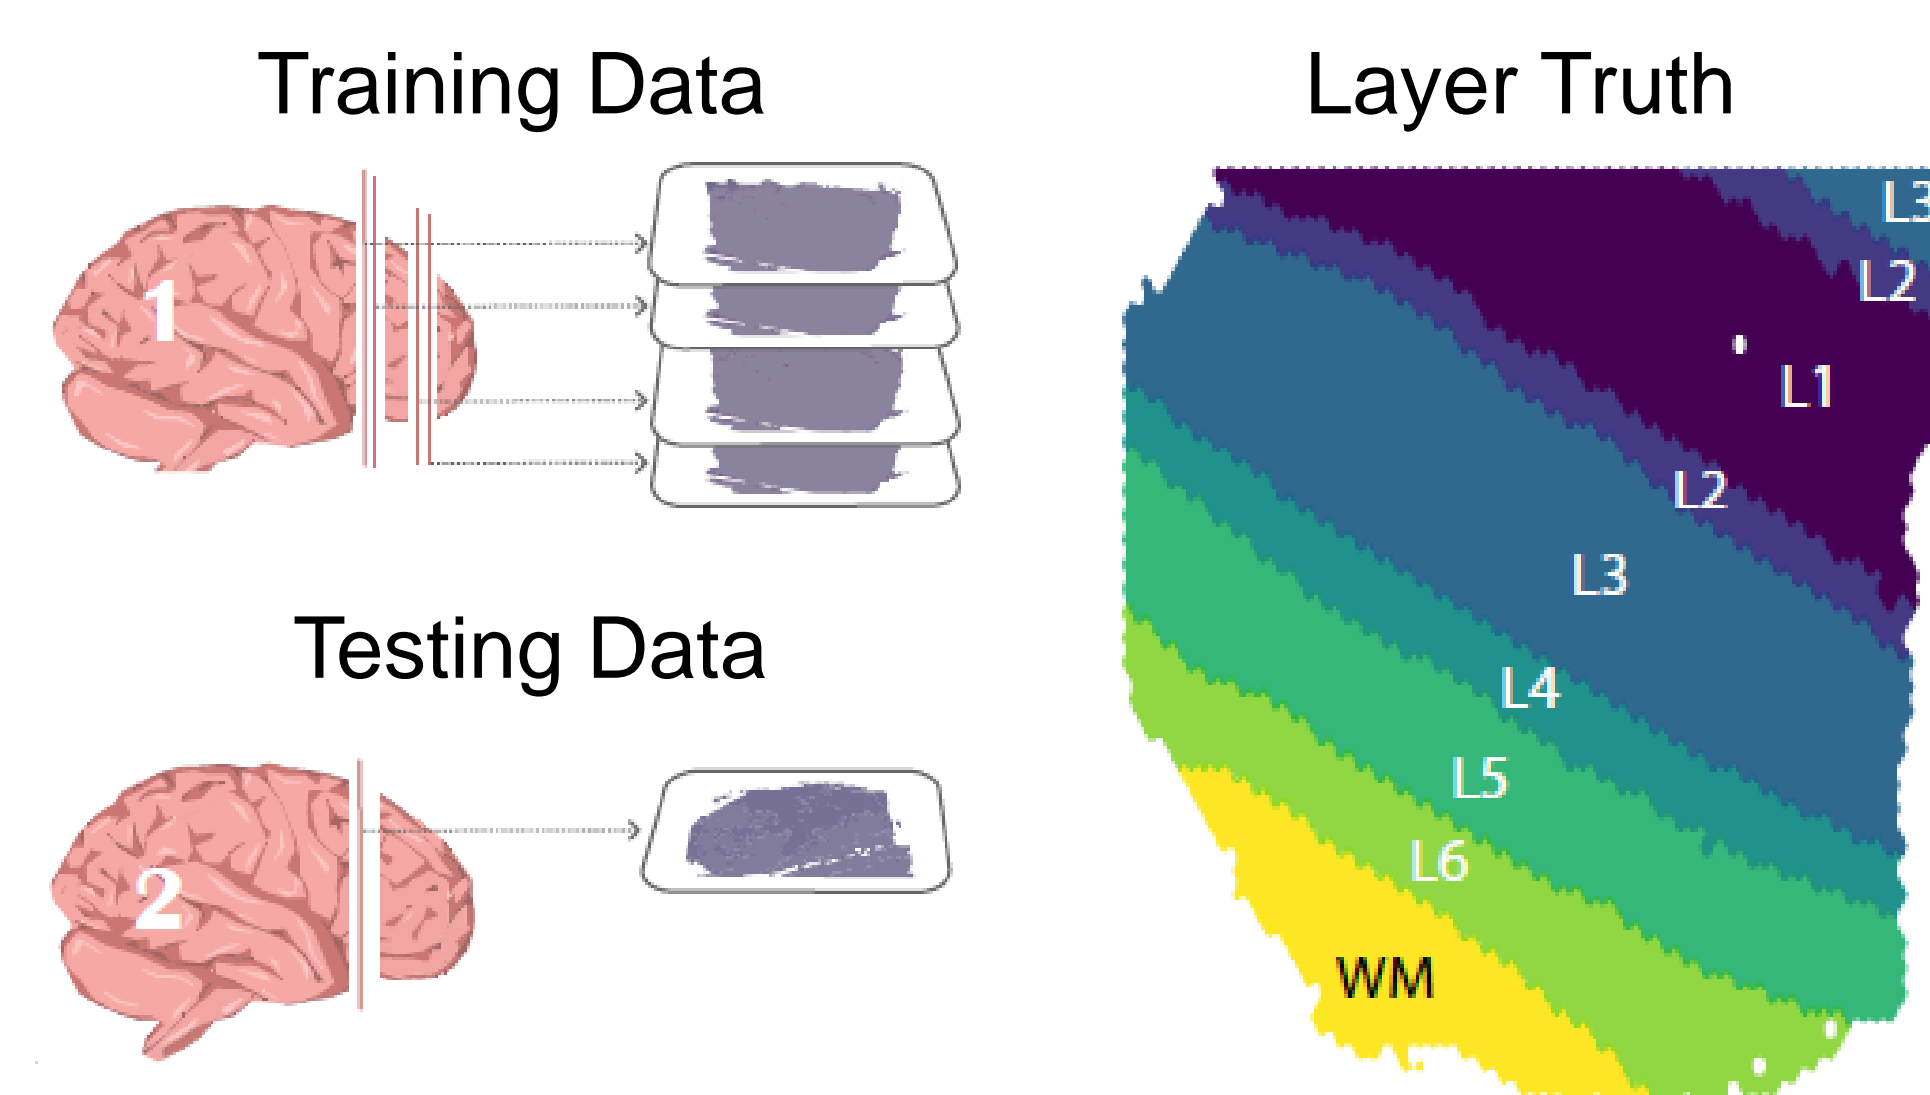 Training Data
1
Testing Data
2
Layer Truth
L3
L2
L1
L2
L3
L4
L5
L6
WM